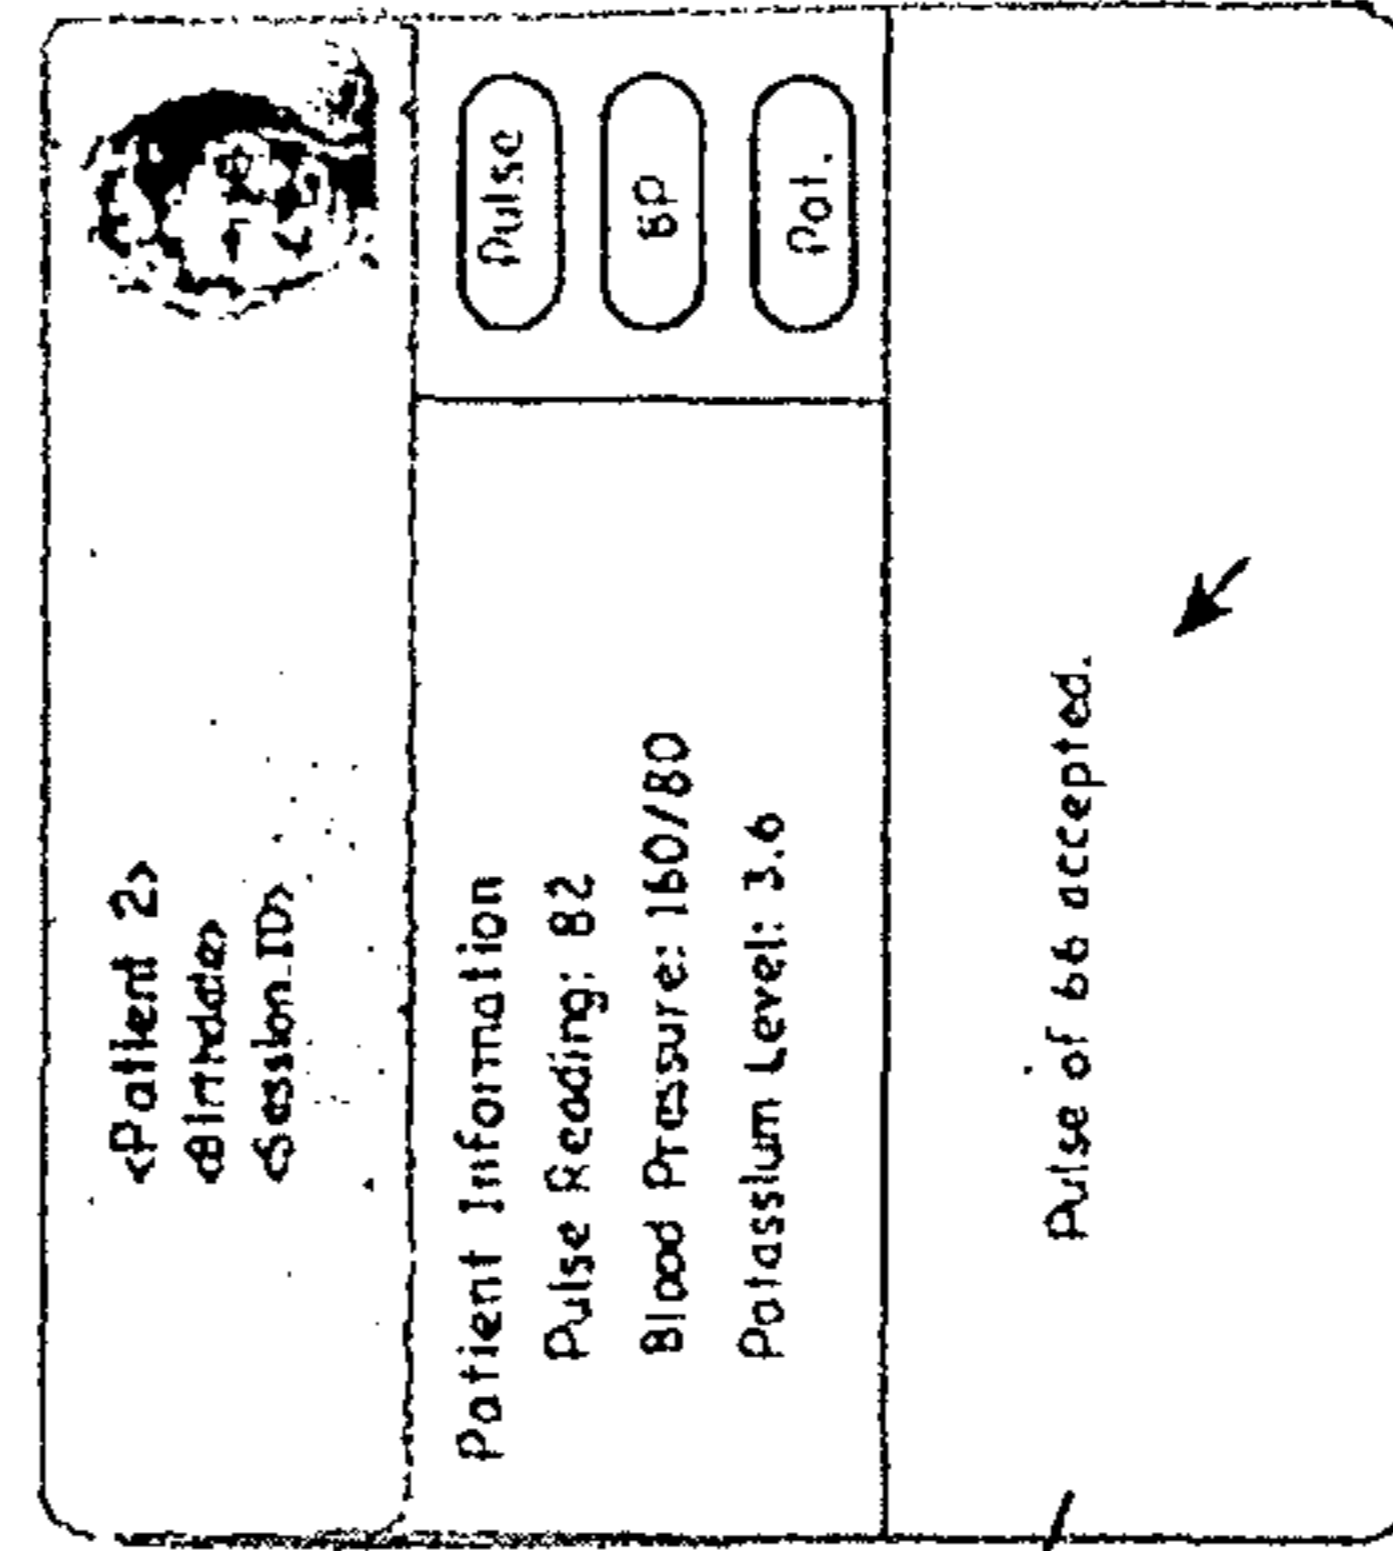 <Patient 2>
<Birthdate>
<Session ID>
Patient Information
Pulse Reading: 82
Blood Pressure: 160/80
Potassium Level: 3.6
Pulse
BP
Pot.
Pulse of 66 accepted.